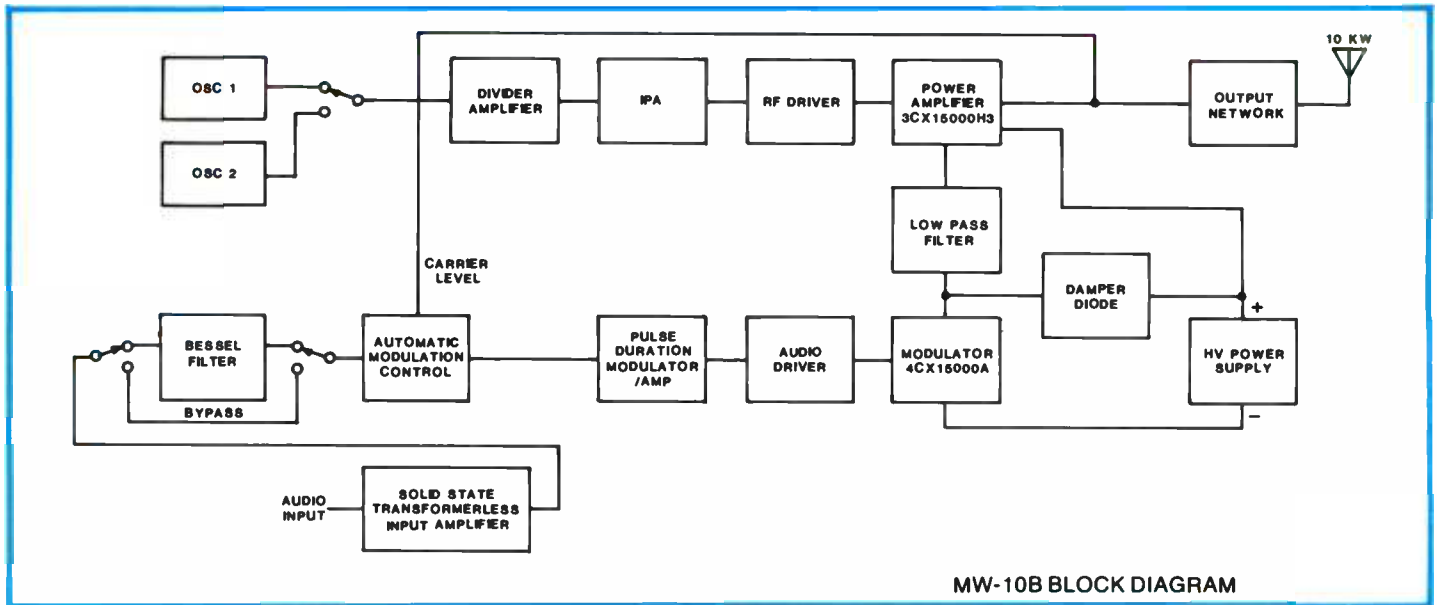 10 KW
OSC 1
DIVIDER
AMPLIFIER
IPA
RF DRIVER
POWER
AMPLIFIER
3CX15000H3
OUTPUT
NETWORK
OSC 2
LOW PASS
FILTER
CARRIER
LEVEL
DAMPER
DIODE
+
BESSEL
FILTER
AUTOMATIC
MODULATION
CONTROL
PULSE
DURATION
MODULATOR
/AMP
AUDIO
DRIVER
MODULATOR
4CX15000A
HV POWER
SUPPLY
BYPASS
−
AUDIO
INPUT
SOLID STATE
TRANSFORMERLESS
INPUT AMPLIFIER
MW-10B BLOCK DIAGRAM